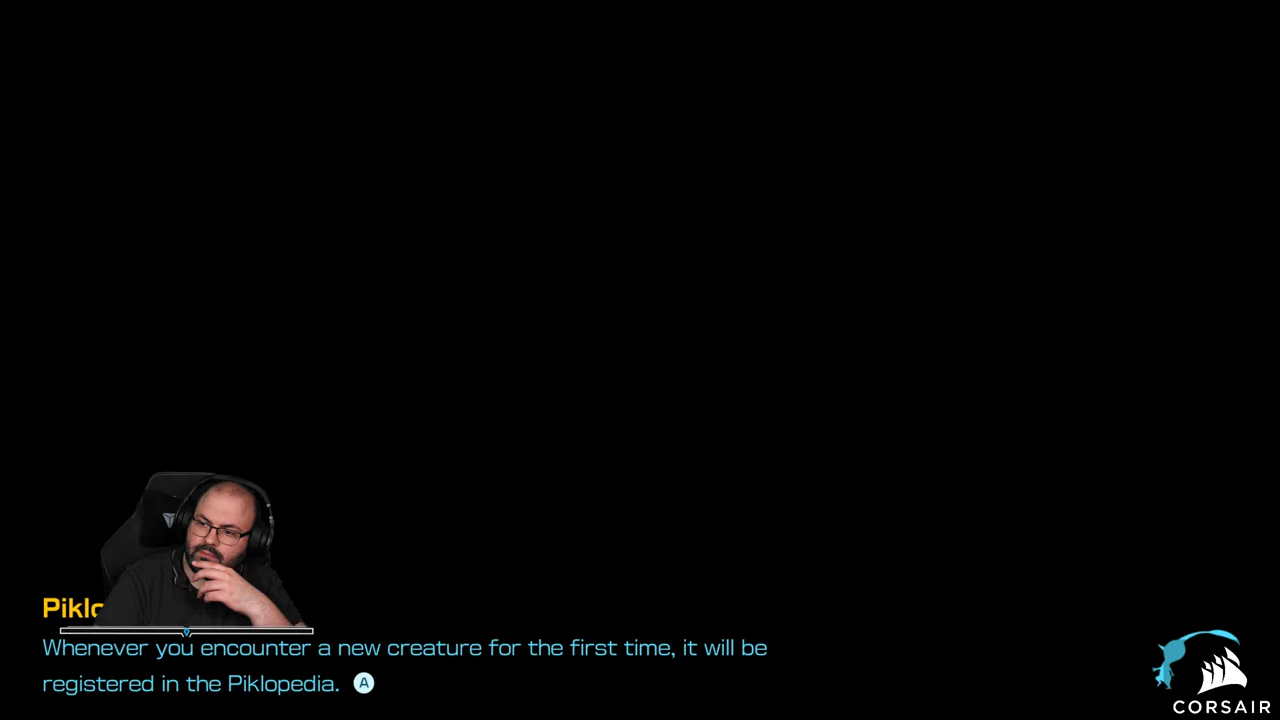 Piklo
Whenever you encounter a new creature for the first time, it will be
registered in the Piklopedia. A
CORSAIR